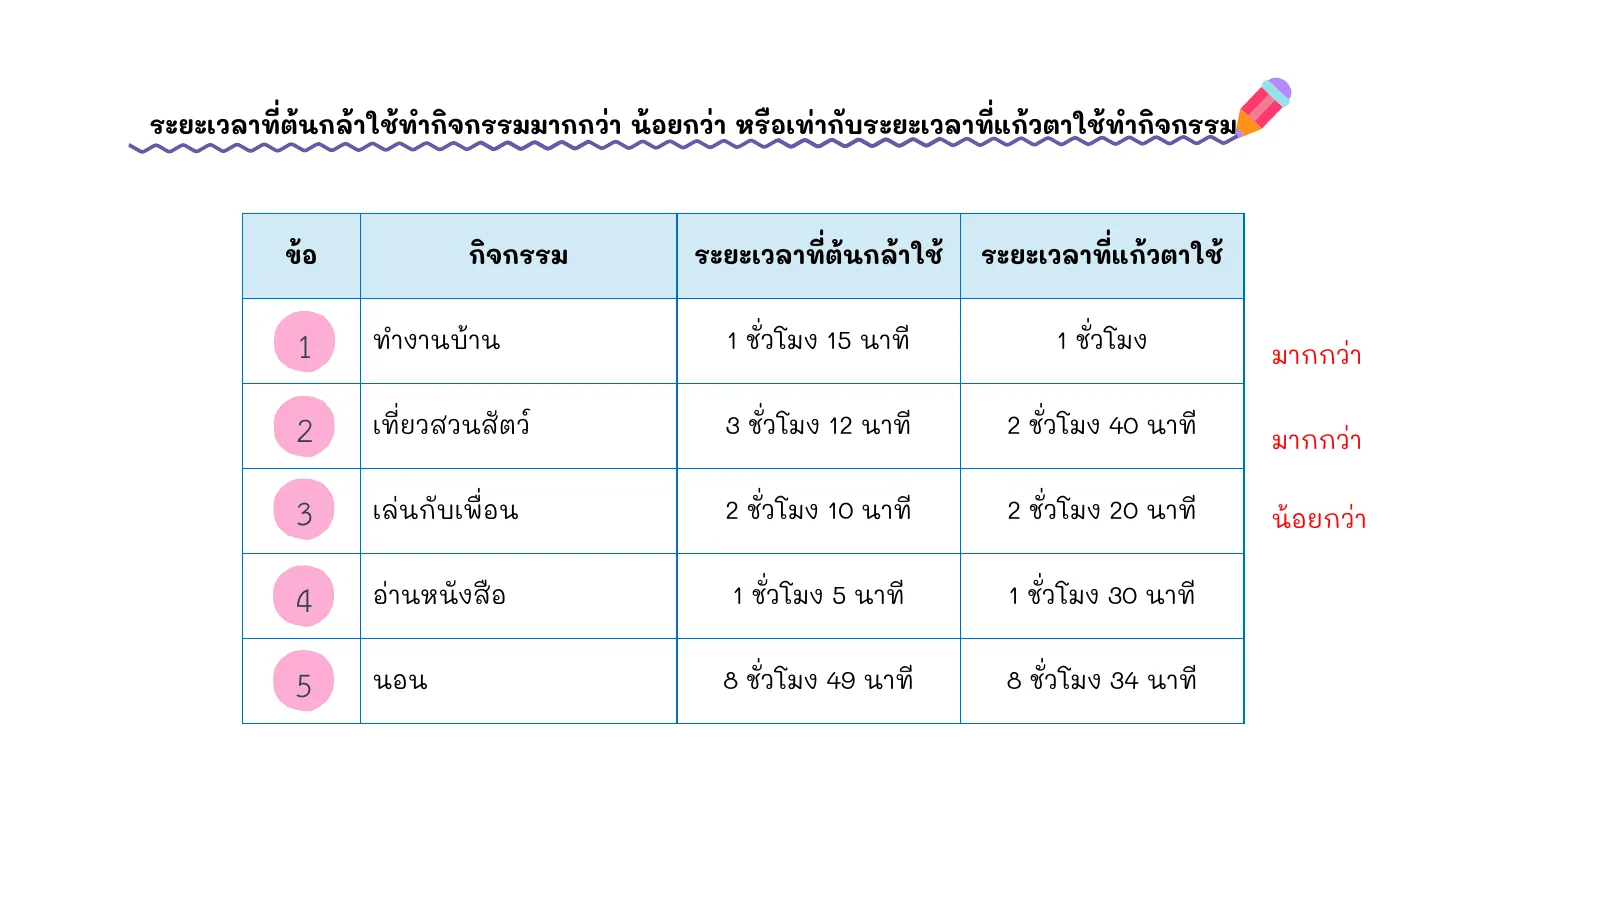 ระยะเวลาที่ต้นกล้าใช้ทำกิจกรรมมากกว่า น้อยกว่า หรือเท่ากับระยะเวลาที่แก้วตาใช้ทำกิจกรรม
ข้อ กิจกรรม ระยะเวลาที่ต้นกล้าใช้ ระยะเวลาที่แก้วตาใช้
1 ทำงานบ้าน 1 ชั่วโมง 15 นาที 1 ชั่วโมง มากกว่า
2 เที่ยวสวนสัตว์ 3 ชั่วโมง 12 นาที 2 ชั่วโมง 40 นาที มากกว่า
3 เล่นกับเพื่อน 2 ชั่วโมง 10 นาที 2 ชั่วโมง 20 นาที น้อยกว่า
4 อ่านหนังสือ 1 ชั่วโมง 5 นาที 1 ชั่วโมง 30 นาที
5 นอน 8 ชั่วโมง 49 นาที 8 ชั่วโมง 34 นาที